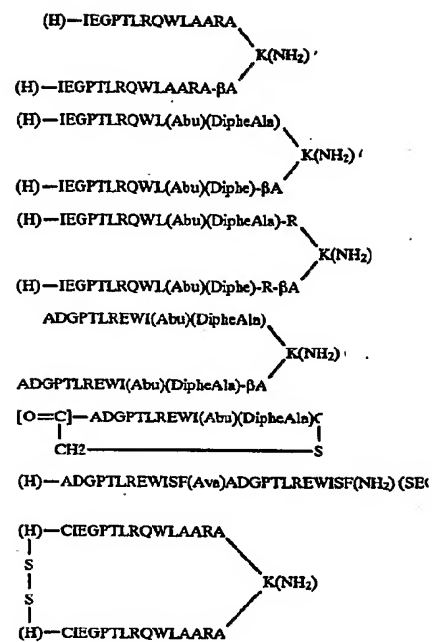 (H)—IEGPTLRQWLAARA
K(NH2)
(H)—IEGPTLRQWLAARA-βA
(H)—IEGPTLRQWL(Abu)(DipheAla)
K(NH2)
(H)—IEGPTLRQWL(Abu)(Diphe)-βA
(H)—IEGPTLRQWL(Abu)(DipheAla)-R
K(NH2)
(H)—IEGPTLRQWL(Abu)(Diphe)-R-βA
ADGPTLREWI(Abu)(DipheAla)
K(NH2)
ADGPTLREWI(Abu)(DipheAla)-βA
[O=C]—ADGPTLREWI(Abu)(DipheAla)C
CH2 S
(H)—ADGPTLREWISF(Ava)ADGPTLREWISF(NH2) (SE
(H)—CIEGPTLRQWLAARA
S
K(NH2)
S
(H)—CIEGPTLRQWLAARA